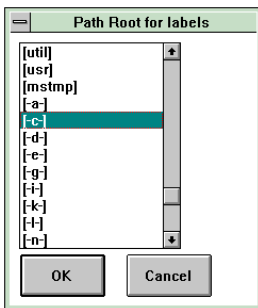 Path Root for labels
[util]
[usr]
[mstmp]
[-a-]
[-c-]
[-d-]
[-e-]
[-g-]
[-i-]
[-k-]
[-l-]
[-n-]
OK
Cancel